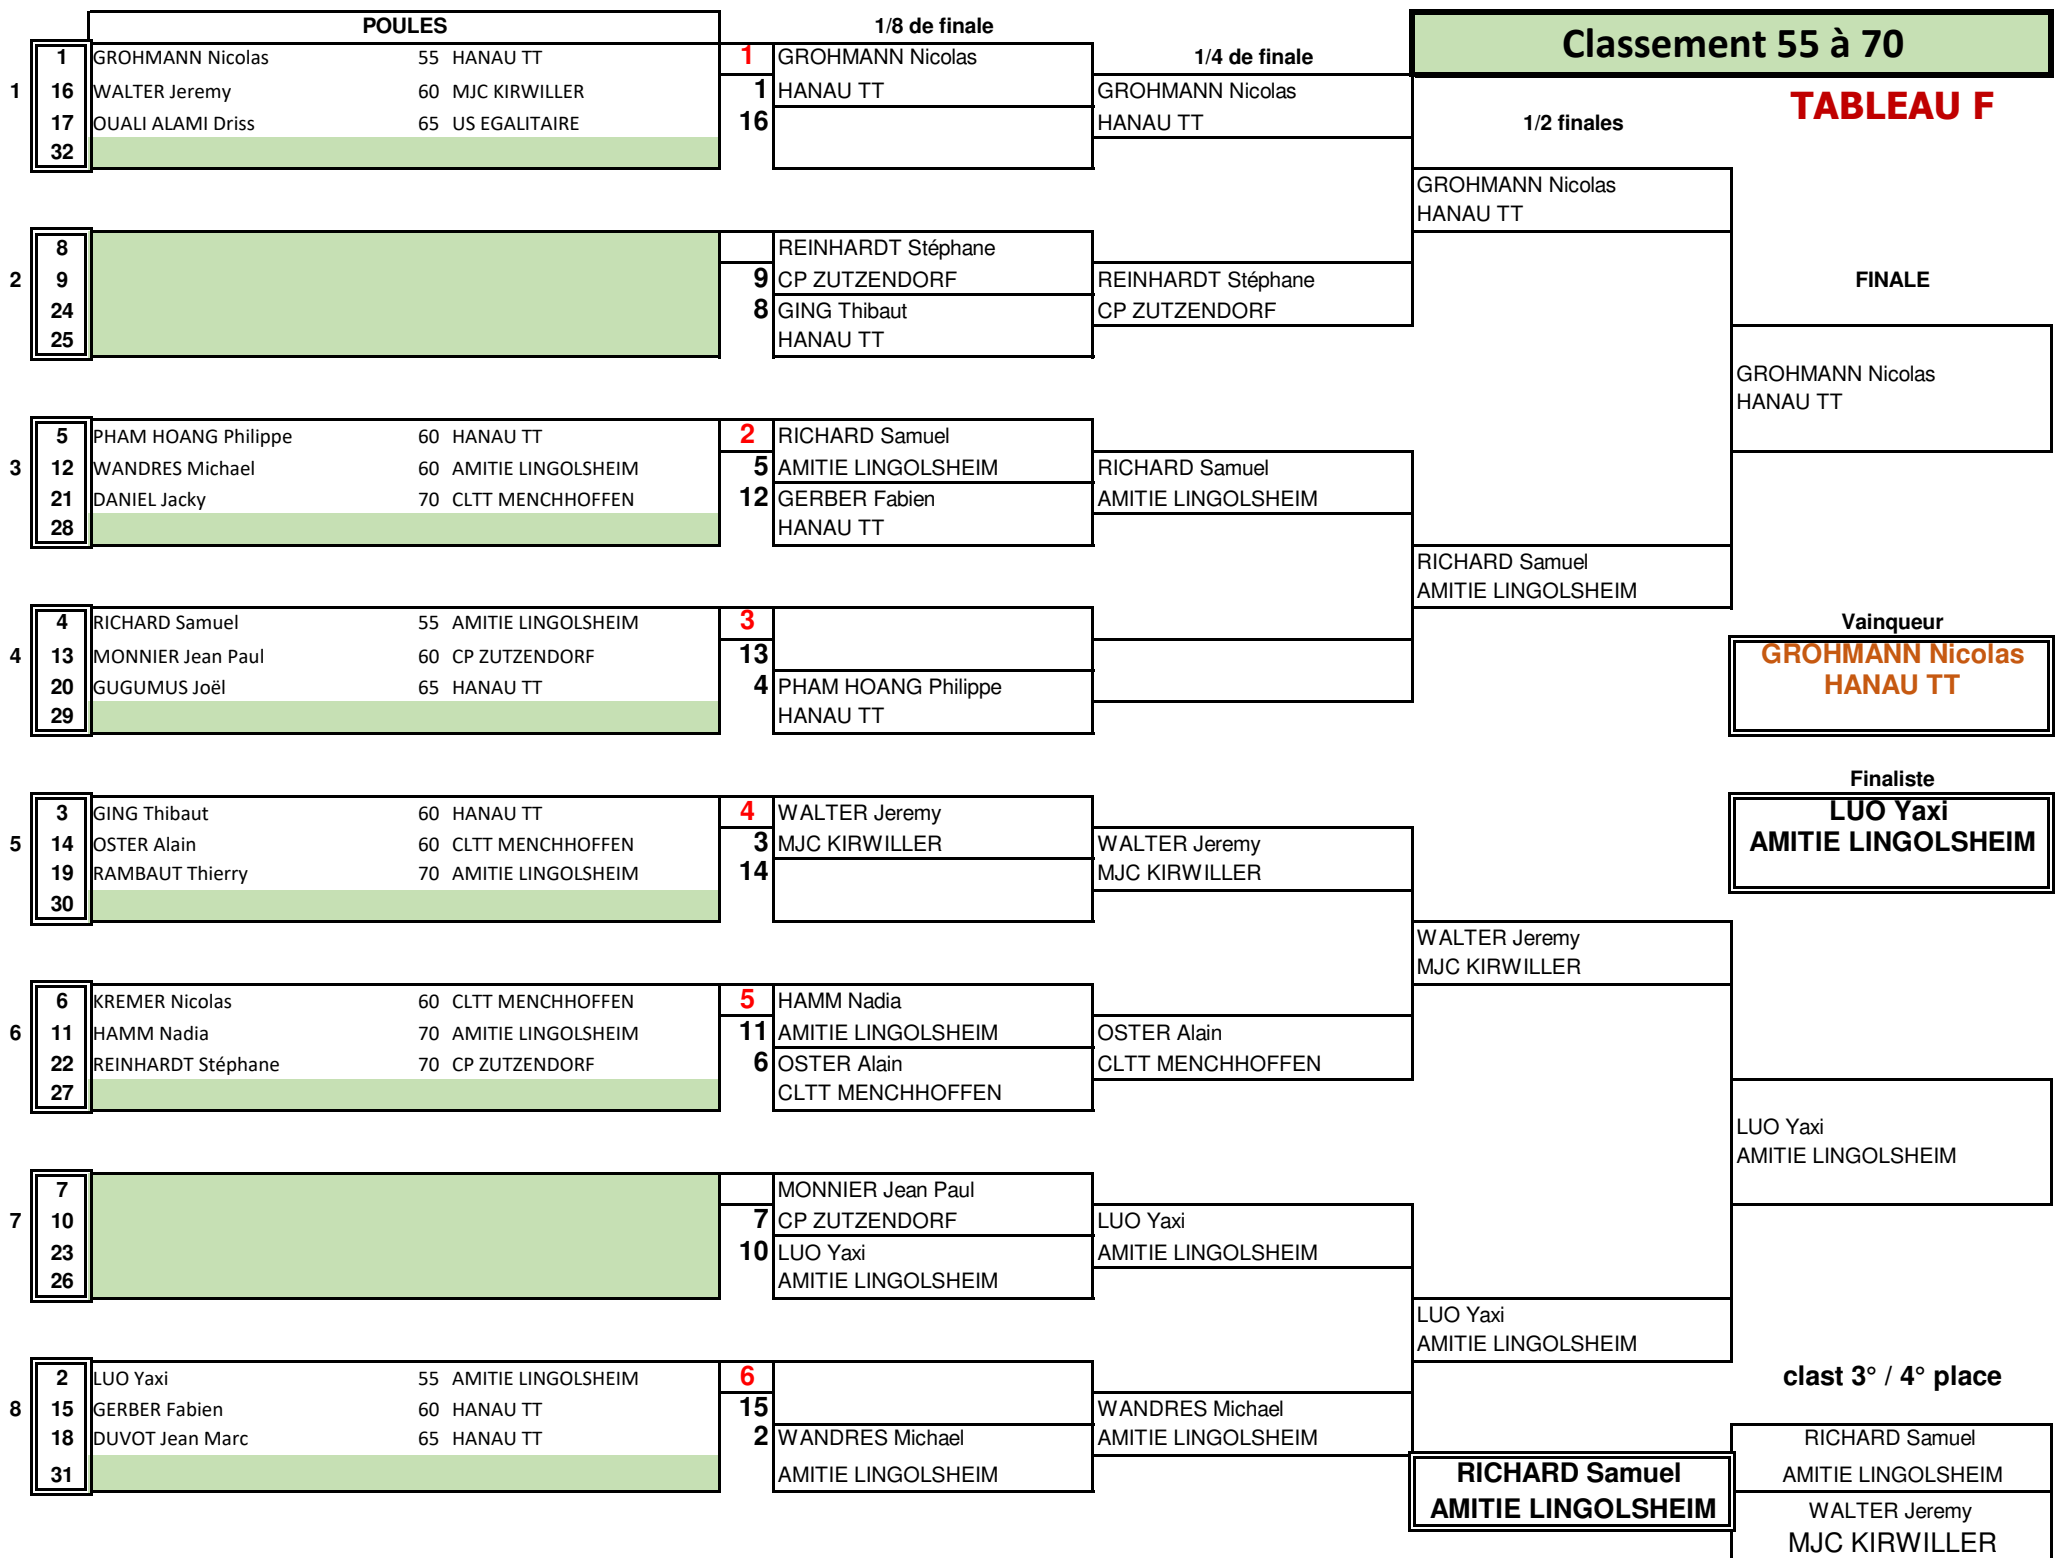 POULES 1/8 de finale Classement 55 à 70
1/4 de finale
TABLEAU F
1/2 finales
1 1 GROHMANN Nicolas 55 HANAU TT
16 WALTER Jeremy 60 MJC KIRWILLER
17 OUALI ALAMI Driss 65 US EGALITAIRE
32
1 GROHMANN Nicolas
1 HANAU TT
16
GROHMANN Nicolas
HANAU TT
GROHMANN Nicolas
HANAU TT
2 8
9
24
25
REINHARDT Stéphane
9 CP ZUTZENDORF
8 GING Thibaut
HANAU TT
REINHARDT Stéphane
CP ZUTZENDORF
FINALE
GROHMANN Nicolas
HANAU TT
3 5 PHAM HOANG Philippe 60 HANAU TT
12 WANDRES Michael 60 AMITIE LINGOLSHEIM
21 DANIEL Jacky 70 CLTT MENCHHOFFEN
28
2 RICHARD Samuel
5 AMITIE LINGOLSHEIM
12 GERBER Fabien
HANAU TT
RICHARD Samuel
AMITIE LINGOLSHEIM
RICHARD Samuel
AMITIE LINGOLSHEIM
4 4 RICHARD Samuel 55 AMITIE LINGOLSHEIM
13 MONNIER Jean Paul 60 CP ZUTZENDORF
20 GUGUMUS Joël 65 HANAU TT
29
3
13
4 PHAM HOANG Philippe
HANAU TT
Vainqueur
GROHMANN Nicolas
HANAU TT
Finaliste
LUO Yaxi
AMITIE LINGOLSHEIM
5 3 GING Thibaut 60 HANAU TT
14 OSTER Alain 60 CLTT MENCHHOFFEN
19 RAMBAUT Thierry 70 AMITIE LINGOLSHEIM
30
4 WALTER Jeremy
3 MJC KIRWILLER
14
WALTER Jeremy
MJC KIRWILLER
WALTER Jeremy
MJC KIRWILLER
6 6 KREMER Nicolas 60 CLTT MENCHHOFFEN
11 HAMM Nadia 70 AMITIE LINGOLSHEIM
22 REINHARDT Stéphane 70 CP ZUTZENDORF
27
5 HAMM Nadia
11 AMITIE LINGOLSHEIM
6 OSTER Alain
CLTT MENCHHOFFEN
OSTER Alain
CLTT MENCHHOFFEN
LUO Yaxi
AMITIE LINGOLSHEIM
7 7
10
23
26
MONNIER Jean Paul
7 CP ZUTZENDORF
10 LUO Yaxi
AMITIE LINGOLSHEIM
LUO Yaxi
AMITIE LINGOLSHEIM
LUO Yaxi
AMITIE LINGOLSHEIM
8 2 LUO Yaxi 55 AMITIE LINGOLSHEIM
15 GERBER Fabien 60 HANAU TT
18 DUVOT Jean Marc 65 HANAU TT
31
6
15
2 WANDRES Michael
AMITIE LINGOLSHEIM
WANDRES Michael
AMITIE LINGOLSHEIM
clast 3° / 4° place
RICHARD Samuel
AMITIE LINGOLSHEIM
RICHARD Samuel
AMITIE LINGOLSHEIM
WALTER Jeremy
MJC KIRWILLER